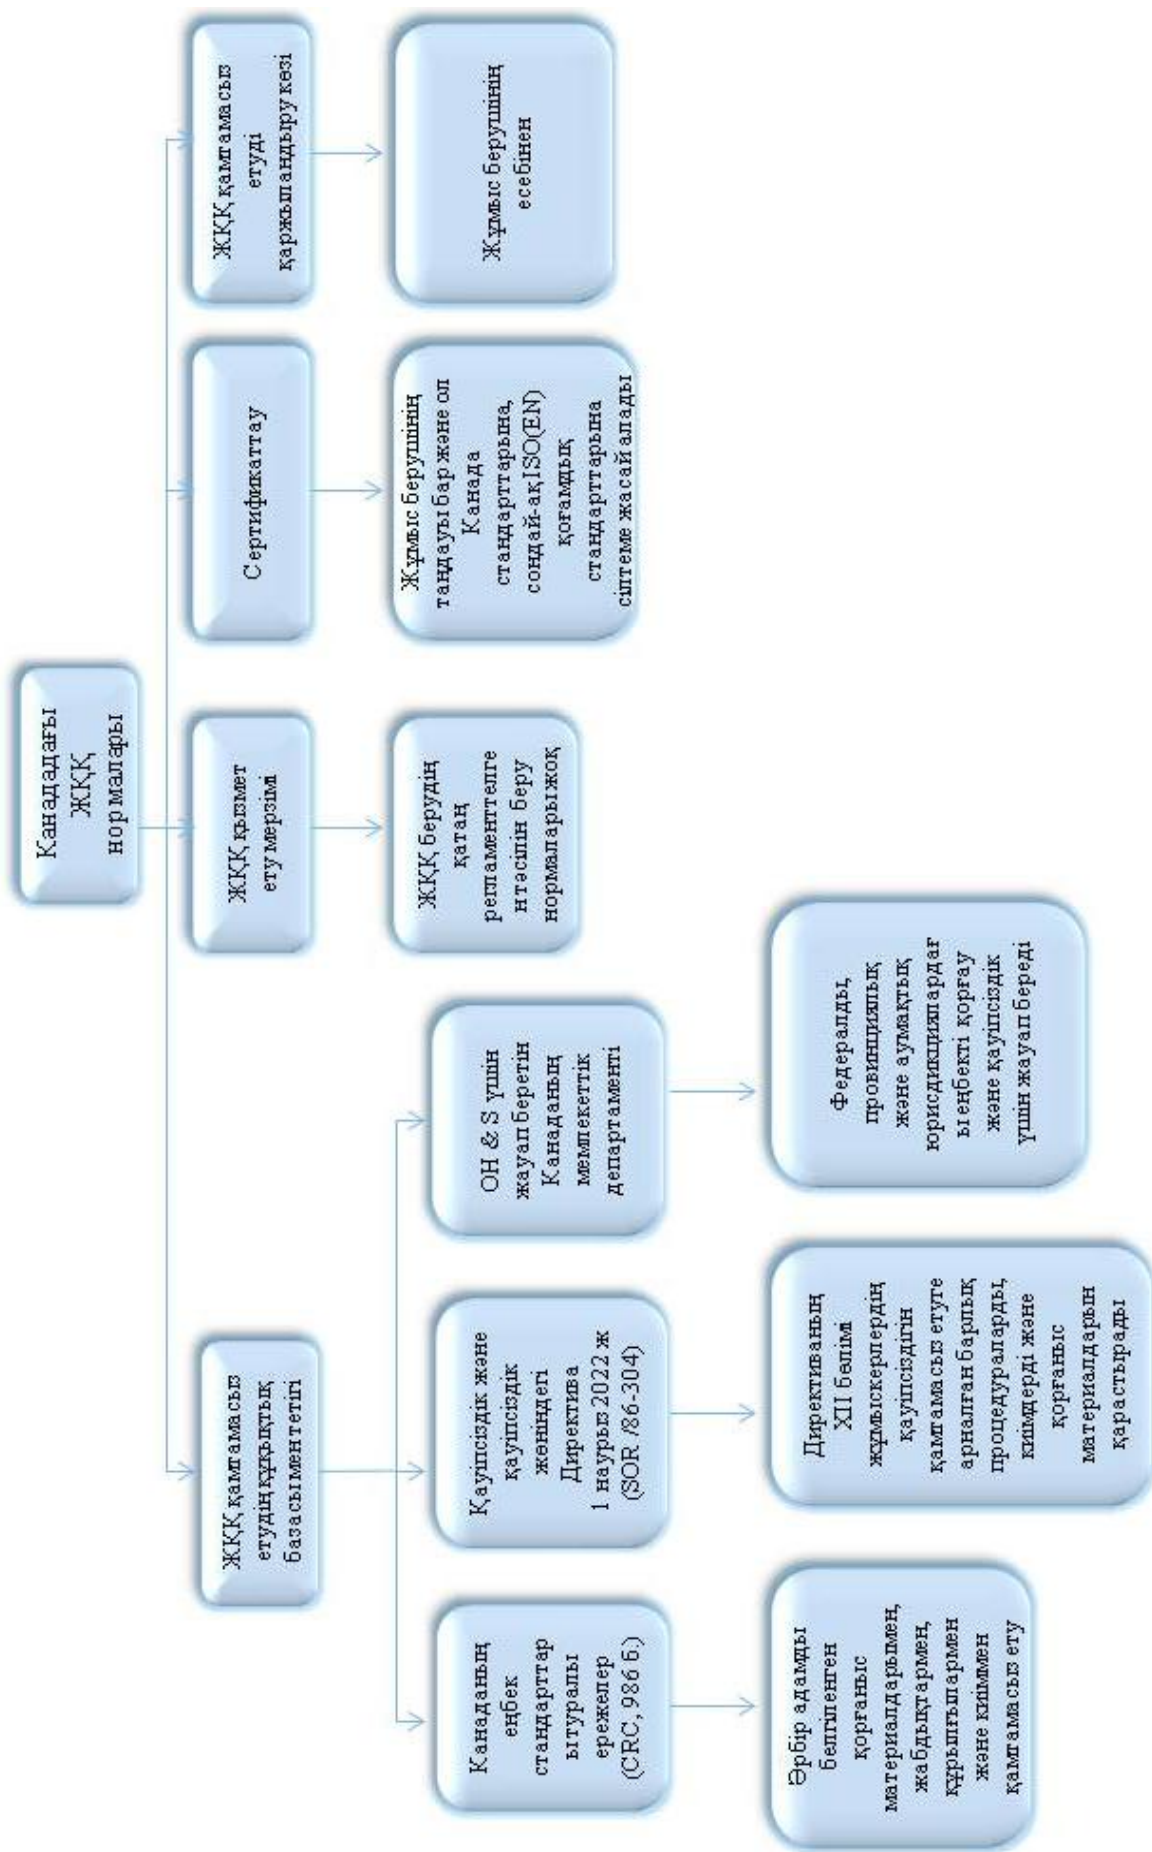 Канададағы
ЖҚҚ
нормалары
ЖҚҚ қамтамасыз
етудің құқықтық
базасы мен тетігі
ЖҚҚ қызмет
ету мерзімі
Сертификаттау
ЖҚҚ қамтамасыз
етуді
қаржыландыру көзі
Канаданың
еңбек
стандарттар
ы туралы
ережелер
(CRC, 986 б.)
Қауіпсіздік және
қауіпсіздік
жөніндегі
Директива
1 наурыз 2022 ж
(SOR /86-304)
OH & S үшін
жауап беретін
Канаданың
мемлекеттік
департаменті
ЖҚҚ берудің
қатаң
регламенттелге
н тәсілін беру
нормалары жоқ
Жұмыс берушінің
таңдауы бар және ол
Канада
стандарттарына,
сондай-ақ ISO(EN)
қоғамдық
стандарттарына
сілтеме жасай алады
Жұмыс берушінің
есебінен
Әрбір адамды
белгіленген
қорғаныс
материалдарымен,
жабдықтармен,
құрылғылармен
және киіммен
қамтамасыз ету
Директиваның
XII бөлімі
жұмыскерлердің
қауіпсіздігін
қамтамасыз етуге
арналған барлық
процедураларды,
киімдерді және
қорғаныс
материалдарын
қарастырады
Федералды,
провинциялық
және аумақтық
юрисдикциялардағ
ы еңбекті қорғау
және қауіпсіздік
үшін жауап береді